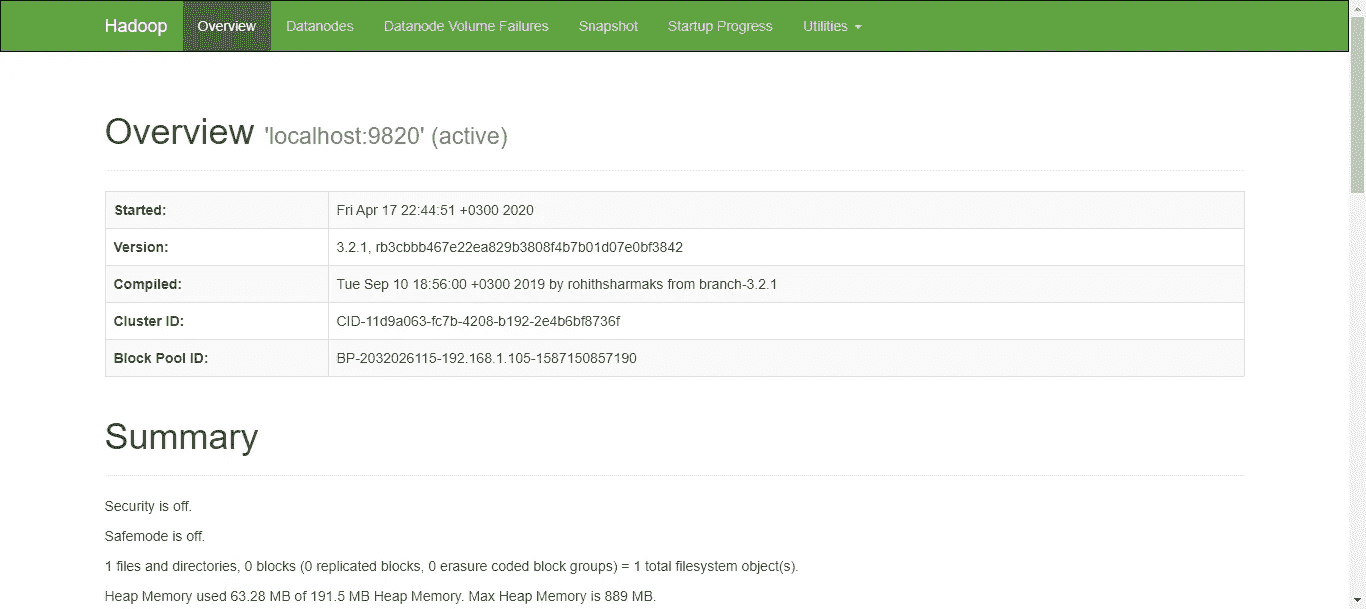 Hadoop Overview Datanodes Datanode Volume Failures Snapshot Startup Progress Utilities
Overview 'localhost:9820' (active)
Started: Fri Apr 17 22:44:51 +0300 2020
Version: 3.2.1, rb3cbbb467e22ea829b3808f4b7b01d07e0bf3842
Compiled: Tue Sep 10 18:56:00 +0300 2019 by rohithsharmaks from branch-3.2.1
Cluster ID: CID-11d9a063-fc7b-4208-b192-2e4b6bf8736f
Block Pool ID: BP-2032026115-192.168.1.105-1587150857190
Summary
Security is off.
Safemode is off.
1 files and directories, 0 blocks (0 replicated blocks, 0 erasure coded block groups) = 1 total filesystem object(s).
Heap Memory used 63.28 MB of 191.5 MB Heap Memory. Max Heap Memory is 889 MB.